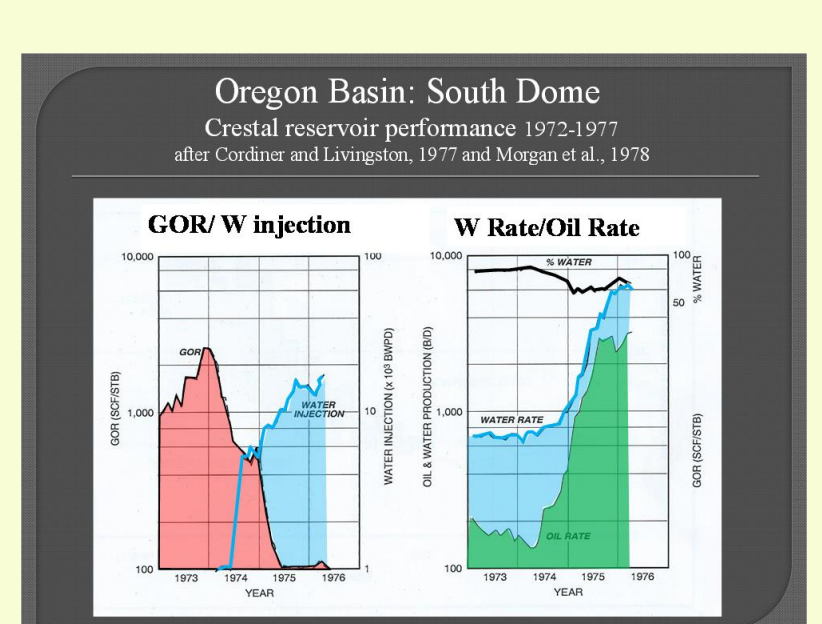 Oregon Basin: South Dome
Crestal reservoir performance 1972-1977
after Cordiner and Livingston, 1977 and Morgan et al., 1978
GOR/ W injection
W Rate/Oil Rate
10,000
100
GOR
WATER
INJECTION
GOR (SCF/STB)
1,000
10
WATER INJECTION (x 10³ BWPD)
100
1
1973
1974
1975
1976
YEAR
10,000
100
% WATER
% WATER
50
OIL & WATER PRODUCTION (B/D)
1,000
WATER RATE
GOR (SCF/STB)
OIL RATE
100
1973
1974
1975
1976
YEAR